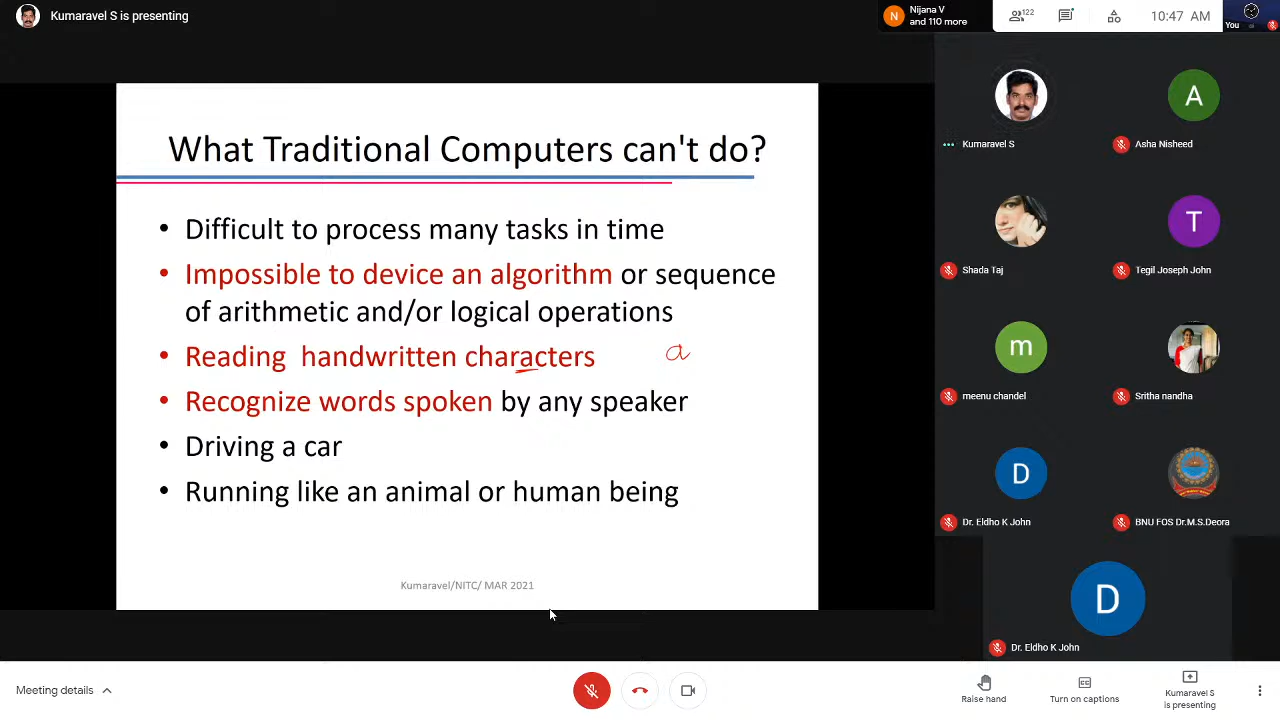 Kumaravel S is presenting
Nijana V
and 110 more
122
10:47 AM
You
What Traditional Computers can't do?
• Difficult to process many tasks in time
• Impossible to device an algorithm or sequence
of arithmetic and/or logical operations
• Reading handwritten characters
a
• Recognize words spoken by any speaker
• Driving a car
• Running like an animal or human being
Kumaravel/NITC/ MAR 2021
Kumaravel S
A
Asha Nisheed
Shada Taj
T
Tegil Joseph John
m
meenu chandel
Sritha nandha
D
Dr. Eldho K John
BNU FOS Dr.M.S.Deora
D
Dr. Eldho K John
Meeting details
Raise hand
Turn on captions
Kumaravel S
is presenting